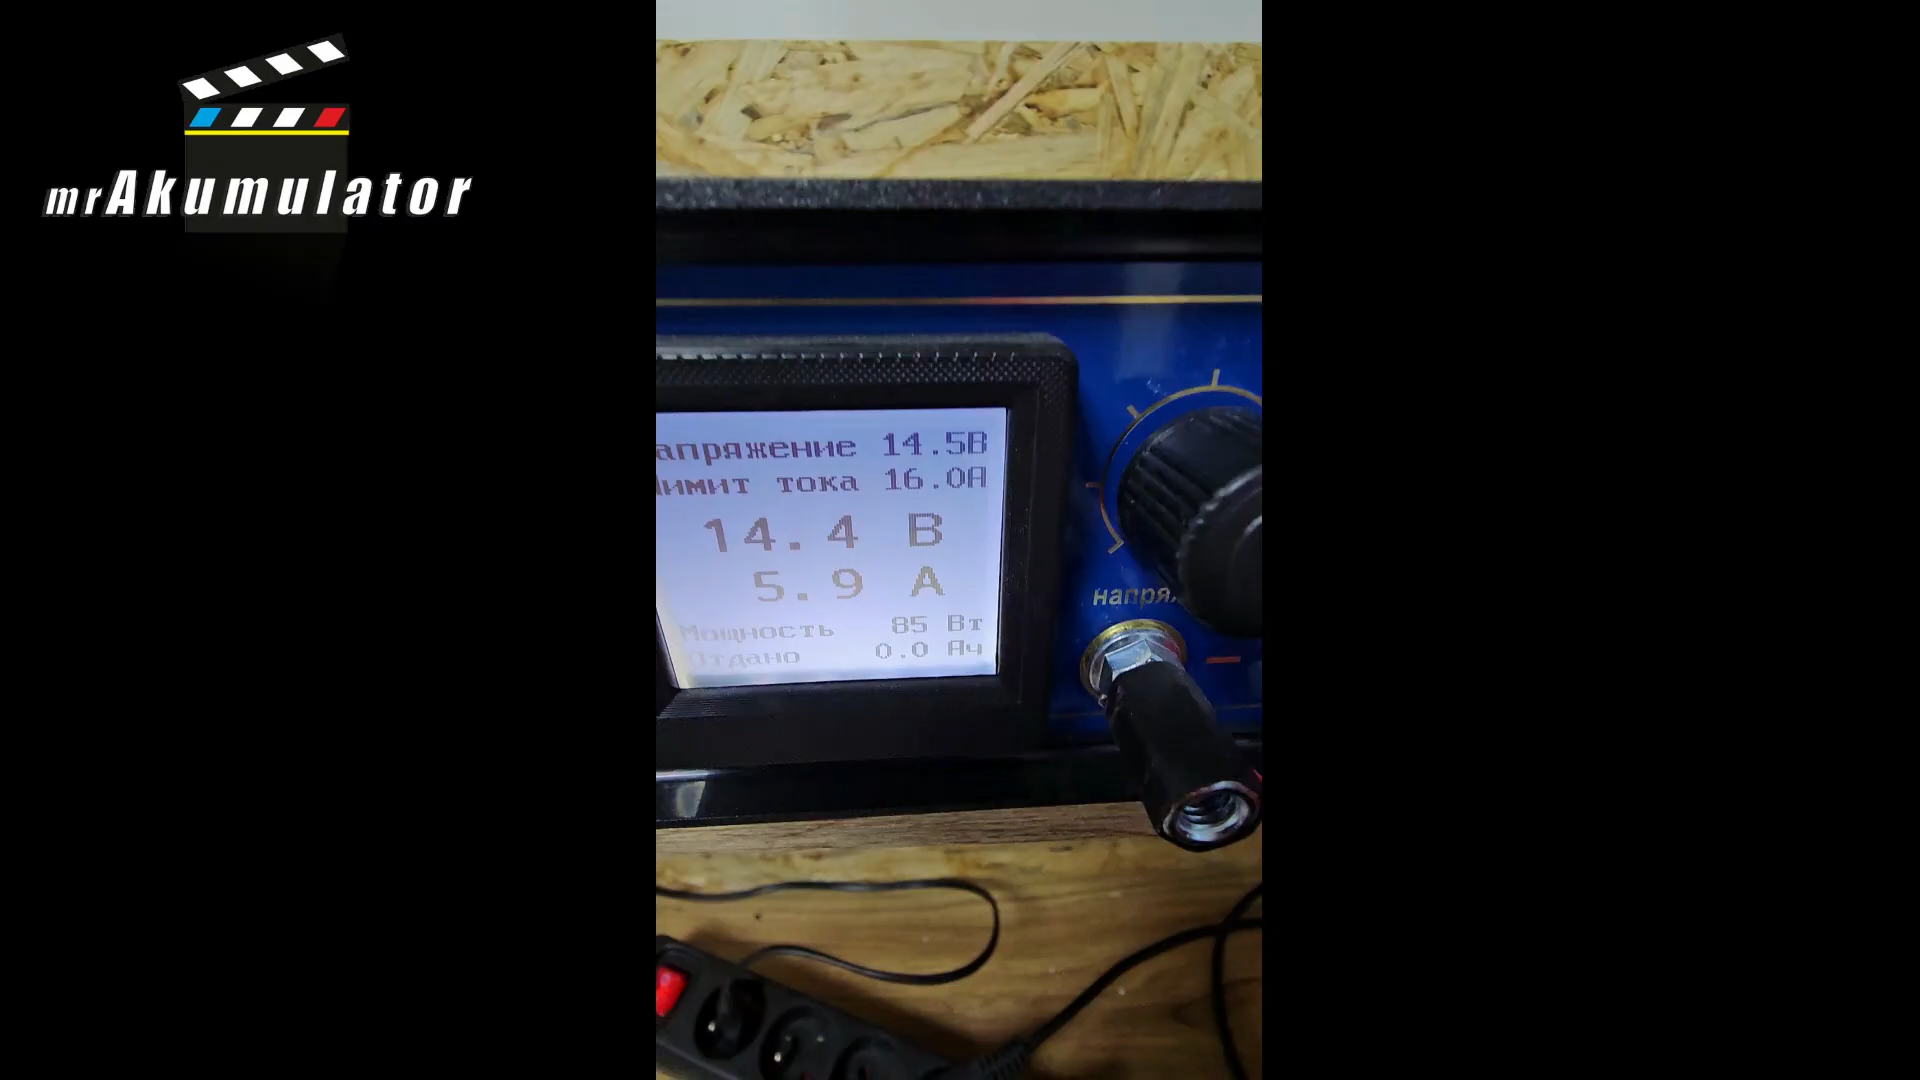 mrAkumulator
апряжение 14.5В
имит тока 16.0А
14.4 В
5.9 А
Мощность 85 Вт
Отдано 0.0 Ач
напря